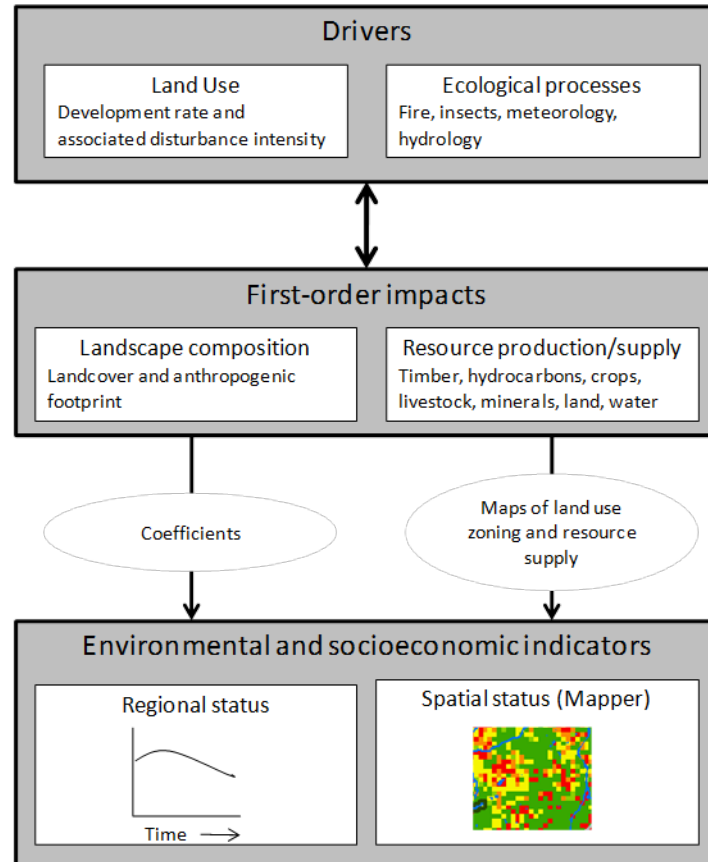 Drivers
Land Use
Development rate and
associated disturbance intensity
Ecological processes
Fire, insects, meteorology,
hydrology
First-order impacts
Landscape composition
Landcover and anthropogenic
footprint
Resource production/supply
Timber, hydrocarbons, crops,
livestock, minerals, land, water
Coefficients
Maps of land use
zoning and resource
supply
Environmental and socioeconomic indicators
Regional status
Time
Spatial status (Mapper)